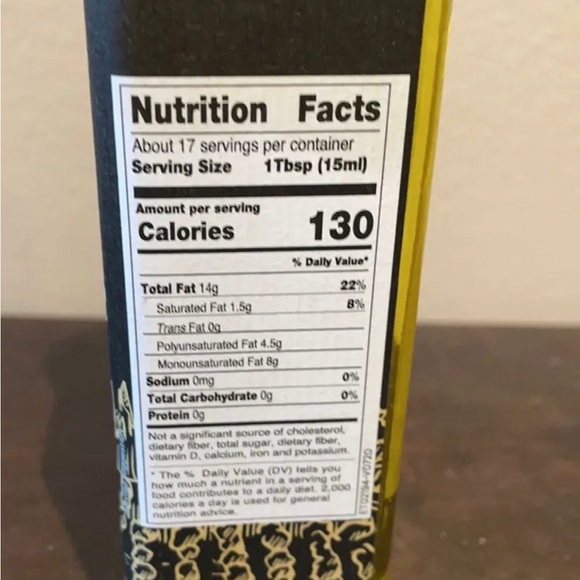 Nutrition Facts
About 17 servings per container
Serving Size 1Tbsp (15ml)
Amount per serving
Calories 130
% Daily Value*
Total Fat 14g 22%
Saturated Fat 1.5g 8%
Trans Fat 0g
Polyunsaturated Fat 4.5g
Monounsaturated Fat 8g
Sodium 0mg 0%
Total Carbohydrate 0g 0%
Protein 0g
Not a significant source of cholesterol,
dietary fiber, total sugar, dietary fiber,
vitamin D, calcium, iron and potassium.
* The % Daily Value (DV) tells you
how much a nutrient in a serving of
food contributes to a daily diet. 2,000
calories a day is used for general
nutrition advice.